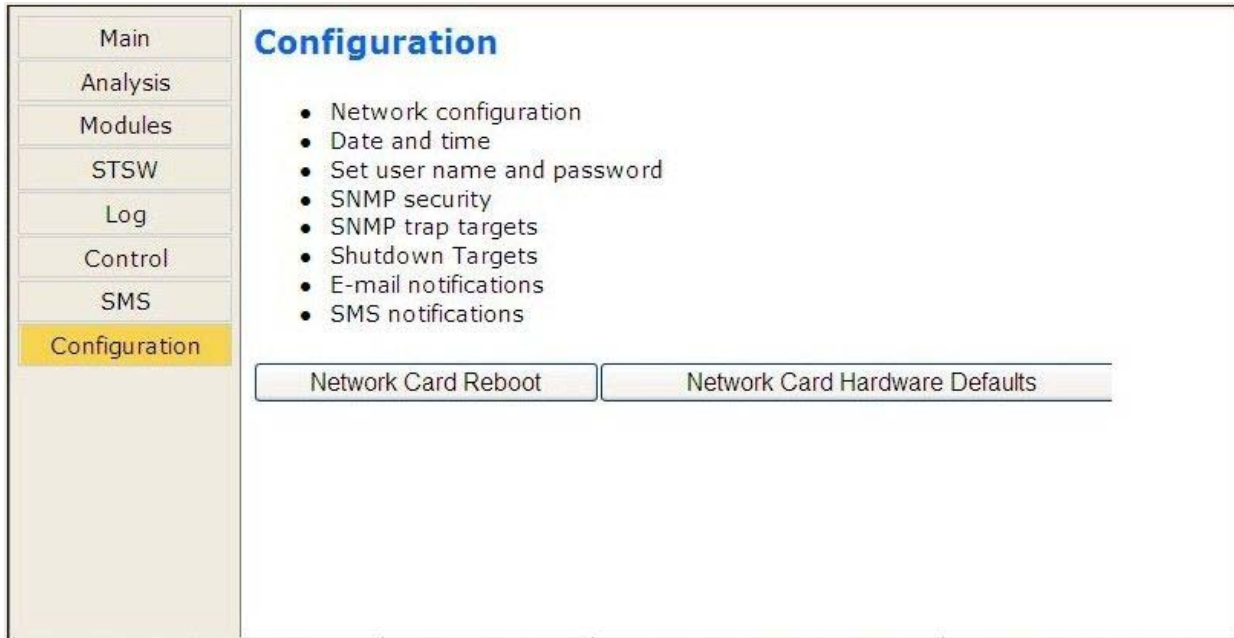 Main
Analysis
Modules
STSW
Log
Control
SMS
Configuration
Configuration
Network configuration
Date and time
Set user name and password
SNMP security
SNMP trap targets
Shutdown Targets
E-mail notifications
SMS notifications
Network Card Reboot
Network Card Hardware Defaults